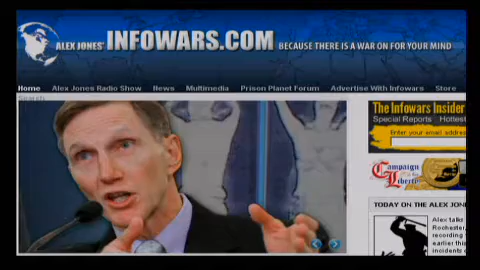 ALEX JONES' INFOWARS.COM BECAUSE THERE IS A WAR ON FOR YOUR MIND
Home Alex Jones Radio Show News Multimedia Prison Planet Forum Advertise With Infowars Store
Search
The Infowars Insider
Special Reports Hottest
Enter your email address
Campaign
for
Liberty
TODAY ON THE ALEX JON
Alex talks
Rochester,
recording
earlier this
incidents